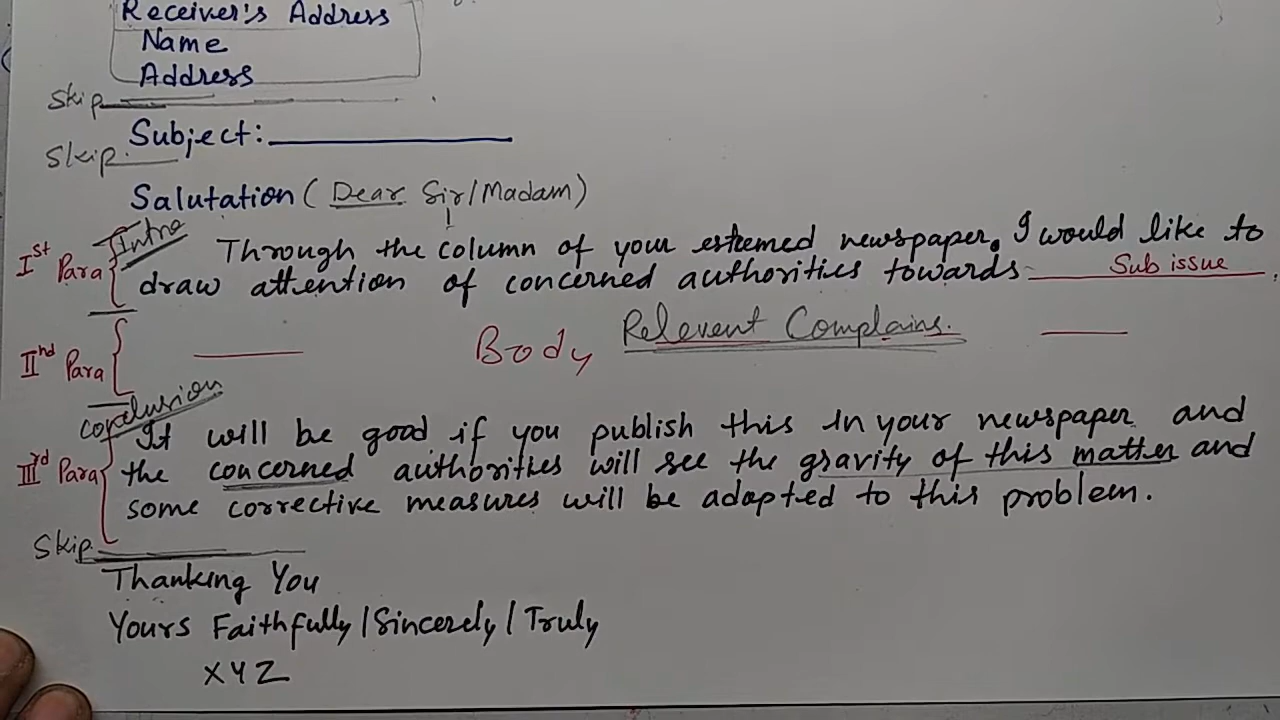 Receiver's Address
Name
Address
Skip
Subject:
Skip
Salutation (Dear Sir/Madam)
Ist Para Intro Through the column of your esteemed newspaper, I would like to
draw attention of concerned authorities towards Sub issue
IInd Para Body Relevent Complains.
Conclusion
It will be good if you publish this in your newspaper and
IIIrd Para the concerned authorities will see the gravity of this matter and
some corrective measures will be adapted to this problem.
Skip
Thanking You
Yours Faithfully/Sincerely/Truly
XYZ